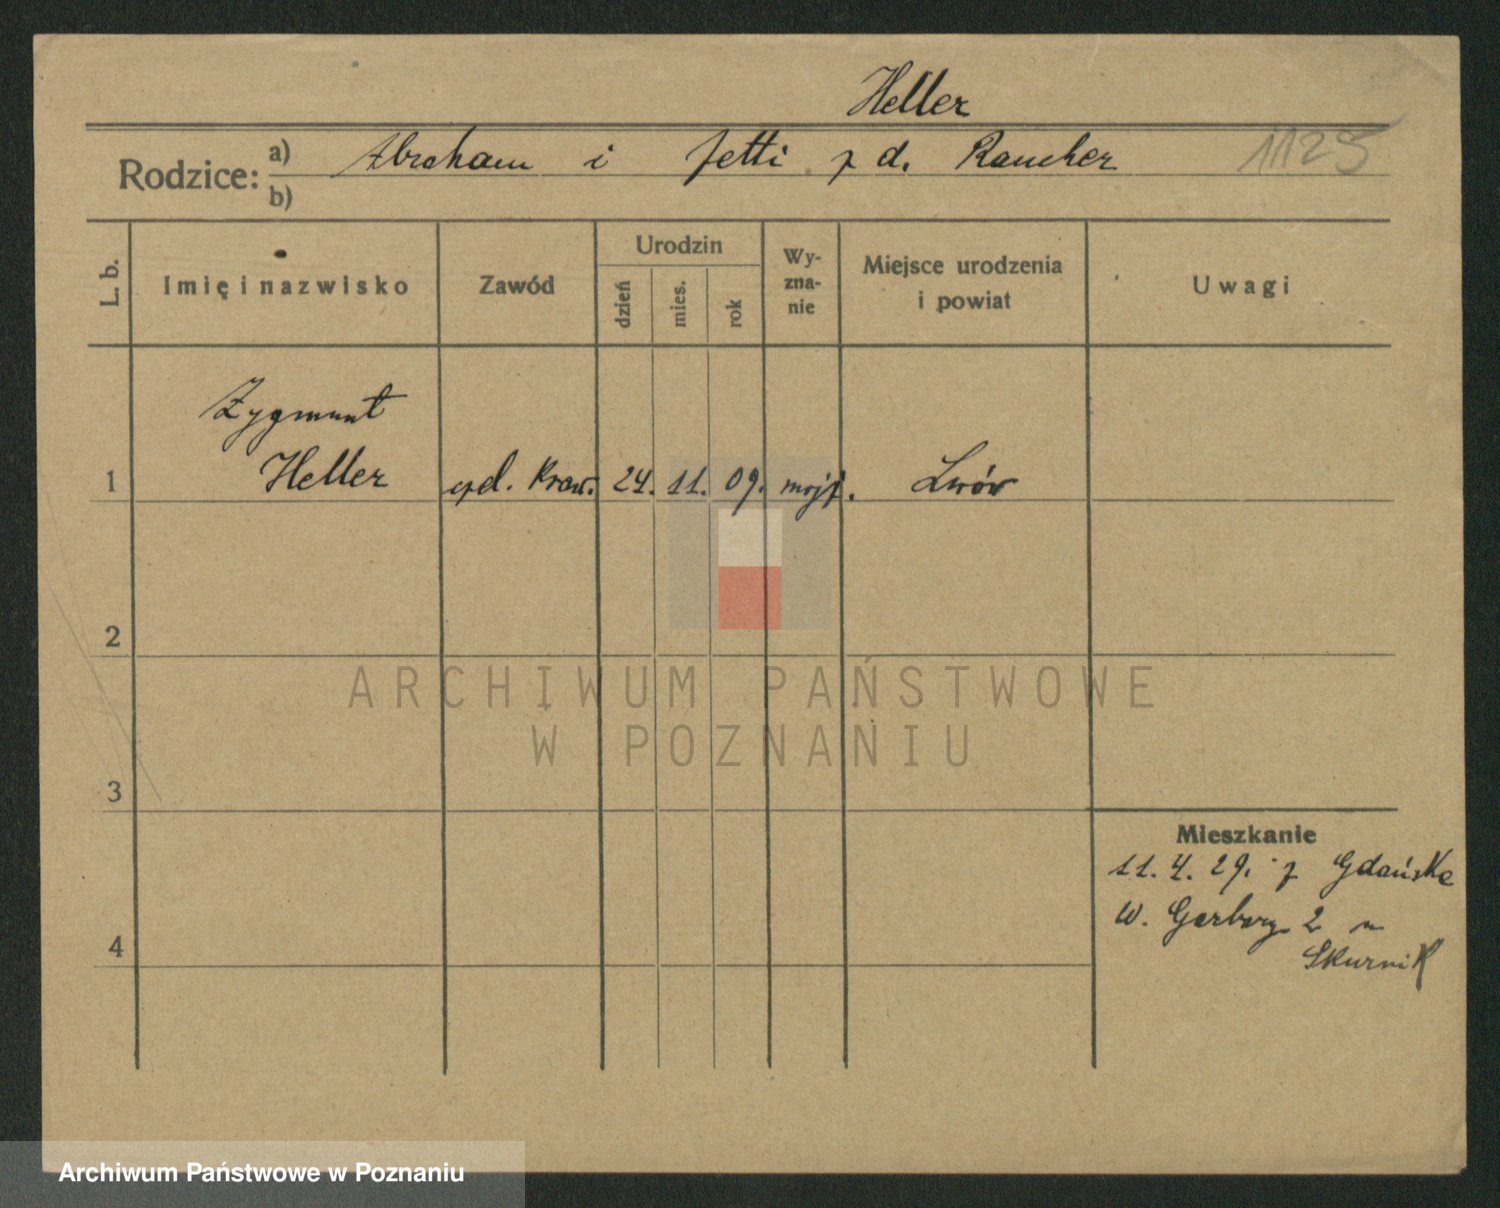 Heller
Rodzice: a) Abraham i Jetti z d. Raucher
1125
b)
L. b.
Imię i nazwisko
Zawód
Urodzin
dzień
mies.
rok
Wy-
zna-
nie
Miejsce urodzenia
i powiat
Uwagi
Zygmunt
1 Heller czel. kraw. 24. 11. 09. mojż. Lwów
2
ARCHIWUM PAŃSTWOWE
W POZNANIU
3
Mieszkanie
11. 4. 29. z Gdańska
W. Garbary 2 u
Skurnik
4
Archiwum Państwowe w Poznaniu